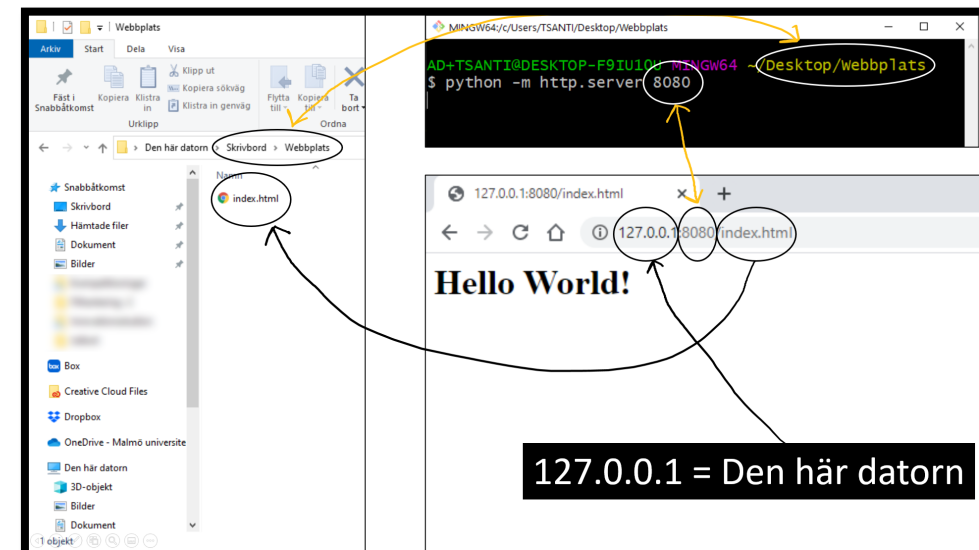 Webbplats
Arkiv Start Dela Visa
Fäst i Snabbåtkomst
Kopiera
Klistra in
Klipp ut
Kopiera sökväg
Klistra in genväg
Flytta till
Kopiera till
Ta bort
Urklipp
Ordna
Den här datorn > Skrivbord > Webbplats
Snabbåtkomst
Skrivbord
Hämtade filer
Dokument
Bilder
Box
Creative Cloud Files
Dropbox
OneDrive - Malmö universite
Den här datorn
3D-objekt
Bilder
Dokument
1 objekt
Namn
index.html
MINGW64:/c/Users/TSANTI/Desktop/Webbplats
AD+TSANTI@DESKTOP-F9IU1OU MINGW64 ~/Desktop/Webbplats
$ python -m http.server 8080
127.0.0.1:8080/index.html
127.0.0.1:8080/index.html
Hello World!
127.0.0.1 = Den här datorn